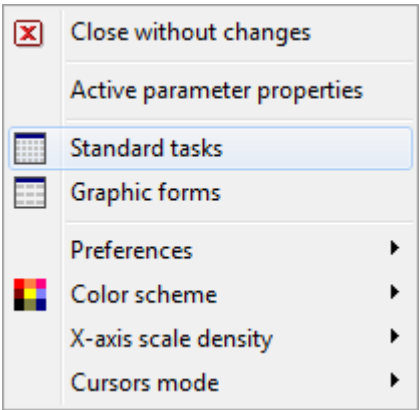 Close without changes
Active parameter properties
Standard tasks
Graphic forms
Preferences
Color scheme
X-axis scale density
Cursors mode